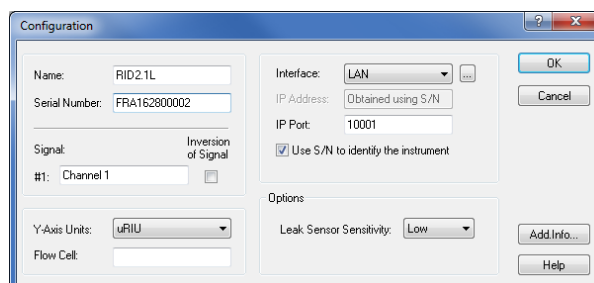 Configuration
Name: RID2.1L
Serial Number: FRA162800002
Signal: Inversion of Signal
#1: Channel 1
Y-Axis Units: uRIU
Flow Cell:
Interface: LAN ...
IP Address: Obtained using S/N
IP Port: 10001
Use S/N to identify the instrument
Options
Leak Sensor Sensitivity: Low
OK
Cancel
Add.Info...
Help